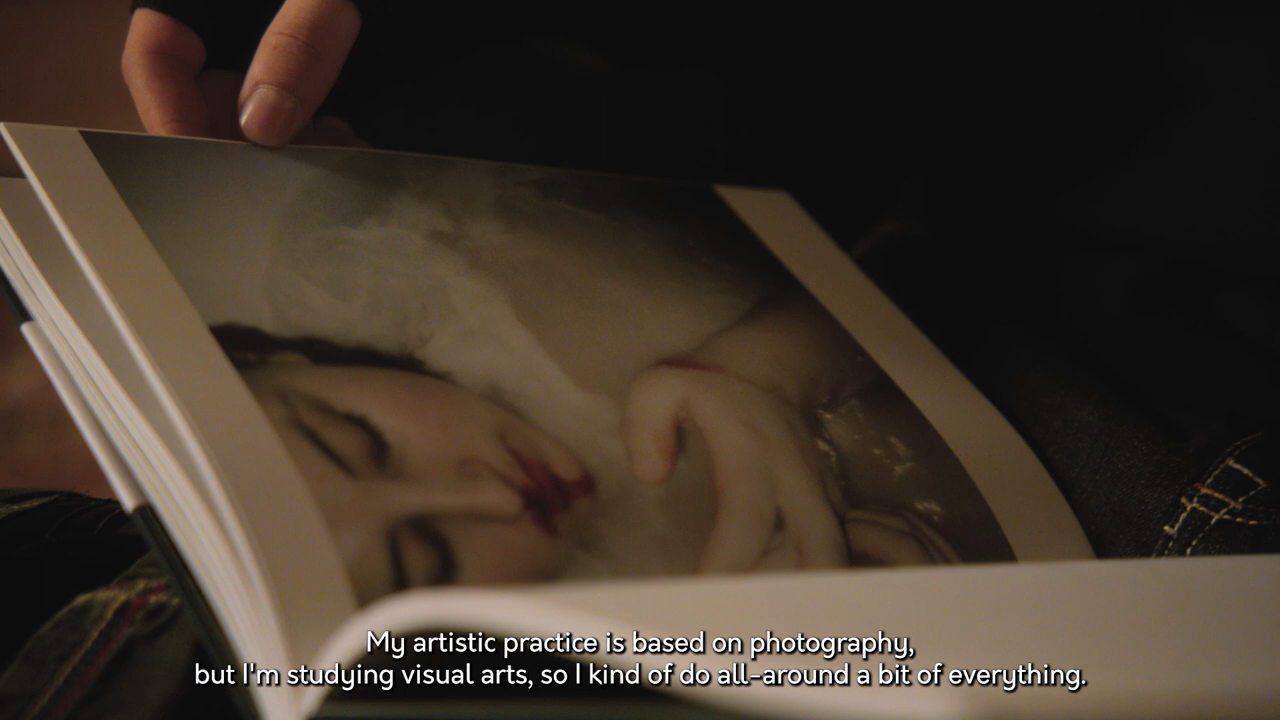 My artistic practice is based on photography,
but I'm studying visual arts, so I kind of do all-around a bit of everything.